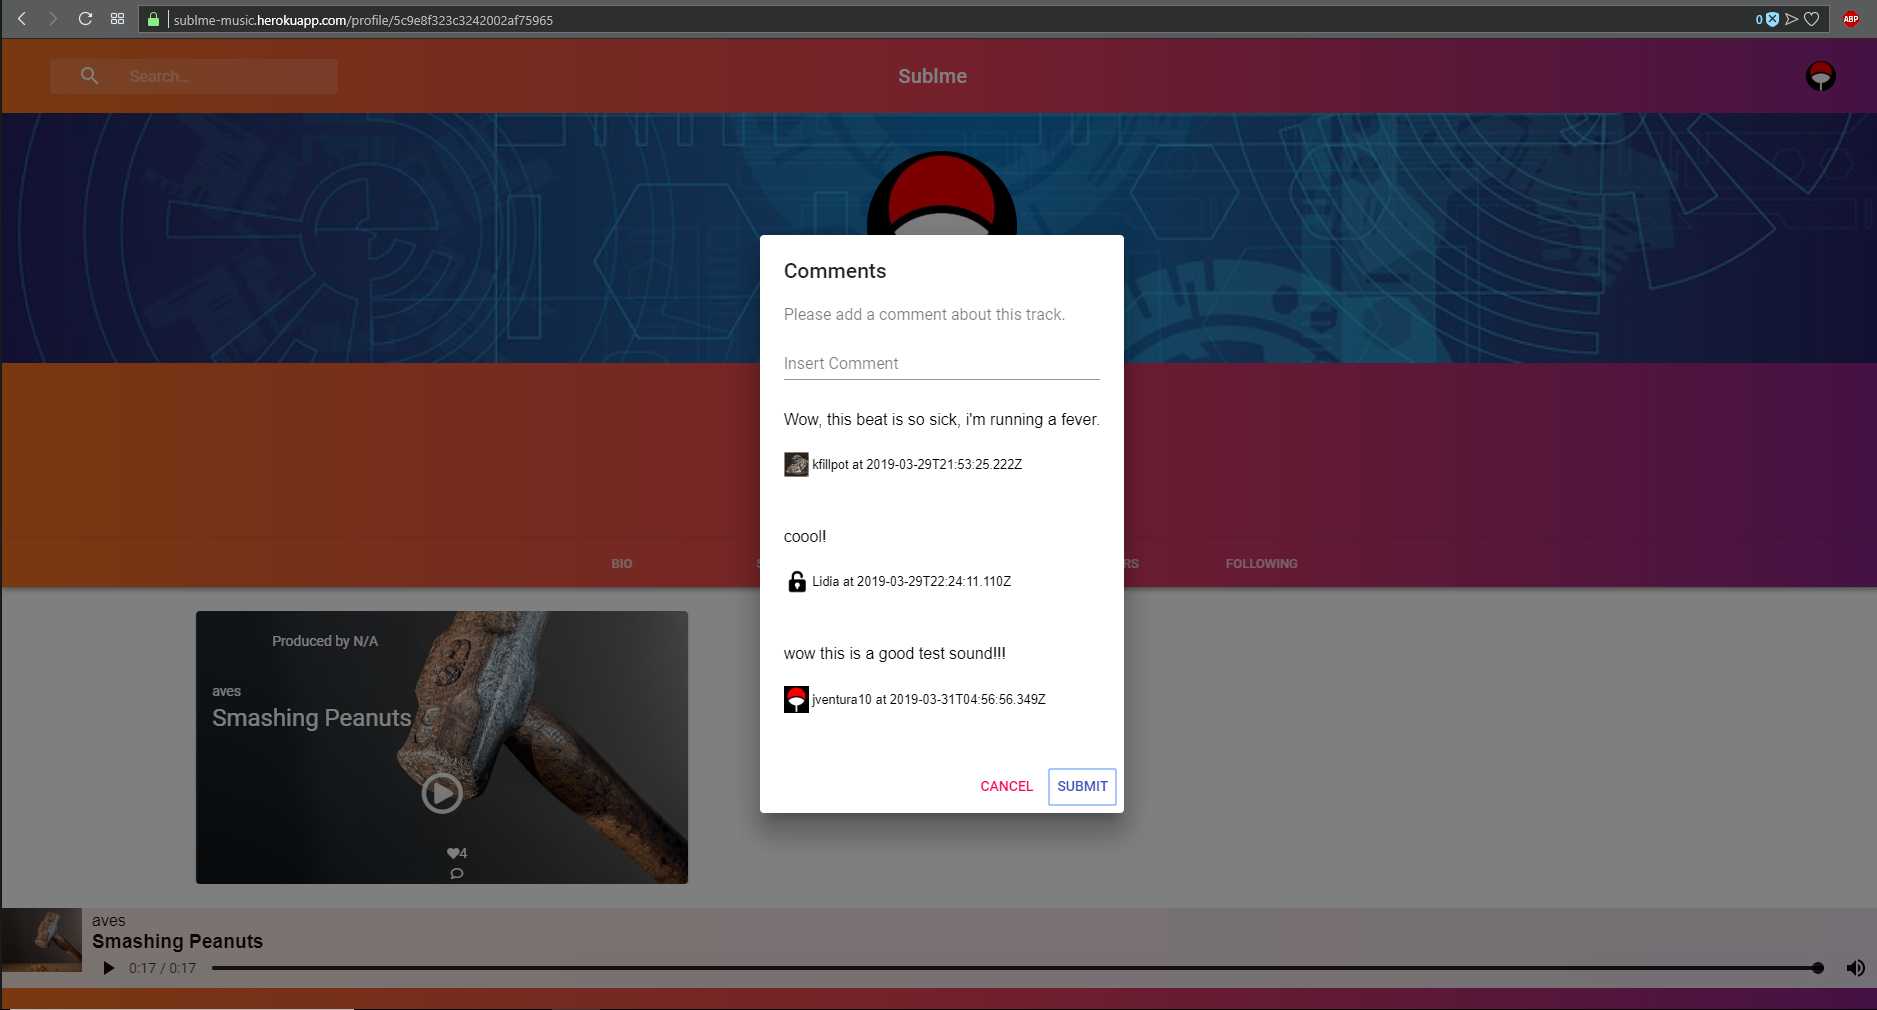 sublme-music.herokuapp.com/profile/5c9e8f323c3242002af75965
0
ABP
Search...
Sublme
Comments
Please add a comment about this track.
Insert Comment
Wow, this beat is so sick, i'm running a fever.
kfillpot at 2019-03-29T21:53:25.222Z
coool!
BIO
S
RS
FOLLOWING
Lidia at 2019-03-29T22:24:11.110Z
wow this is a good test sound!!!
jventura10 at 2019-03-31T04:56:56.349Z
CANCEL
SUBMIT
Produced by N/A
aves
Smashing Peanuts
4
aves
Smashing Peanuts
0:17 / 0:17